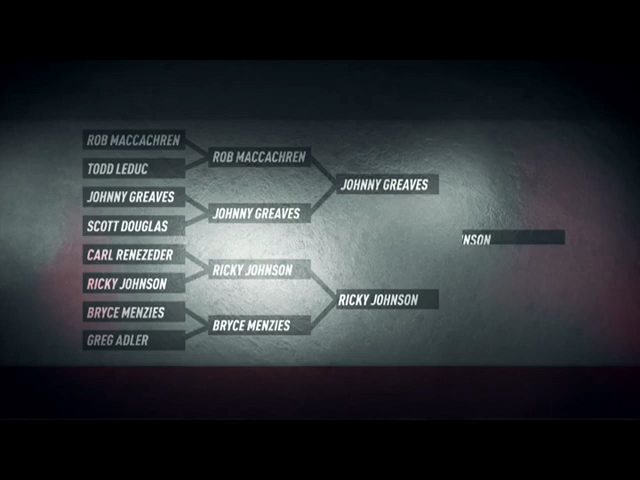 ROB MACCACHREN
TODD LEDUC
JOHNNY GREAVES
SCOTT DOUGLAS
CARL RENEZEDER
RICKY JOHNSON
BRYCE MENZIES
GREG ADLER
ROB MACCACHREN
JOHNNY GREAVES
RICKY JOHNSON
BRYCE MENZIES
JOHNNY GREAVES
RICKY JOHNSON
NSON